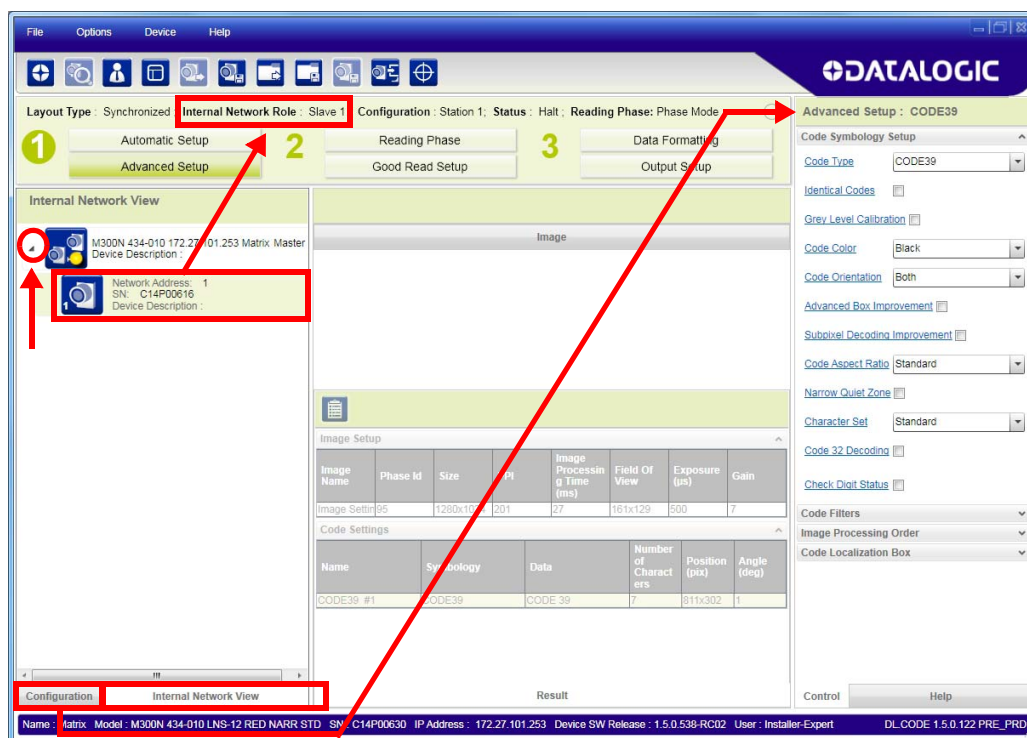 File Options Device Help
DATALOGIC
Layout Type : Synchronized Internal Network Role : Slave 1 Configuration : Station 1; Status : Halt ; Reading Phase: Phase Mode
1 Automatic Setup
Advanced Setup
2 Reading Phase
Good Read Setup
3 Data Formatting
Output Setup
Internal Network View
M300N 434-010 172.27.101.253 Matrix Master
Device Description :
1
Network Address: 1
SN: C14P00616
Device Description :
Image
Image Setup
Image Name Phase Id Size Image Processing Time (ms) Field Of View Exposure (µs) Gain
Image Settin 95 201 27 161x129 500 7
Code Settings
Name Symbology Data Number of Characters Position (pix) Angle (deg)
CODE39 #1 CODE39 CODE 39 7 811x302 1
Configuration Internal Network View
Result
Advanced Setup : CODE39
Code Symbology Setup
Code Type CODE39
Identical Codes
Grey Level Calibration
Code Color Black
Code Orientation Both
Advanced Box Improvement
Subpixel Decoding Improvement
Code Aspect Ratio Standard
Narrow Quiet Zone
Character Set Standard
Code 32 Decoding
Check Digit Status
Code Filters
Image Processing Order
Code Localization Box
Control Help
Name : Matrix Model : M300N 434-010 LNS-12 RED NARR STD SN : C14P00630 IP Address : 172.27.101.253 Device SW Release : 1.5.0.538-RC02 User : Installer-Expert DL.CODE 1.5.0.122 PRE_PRD